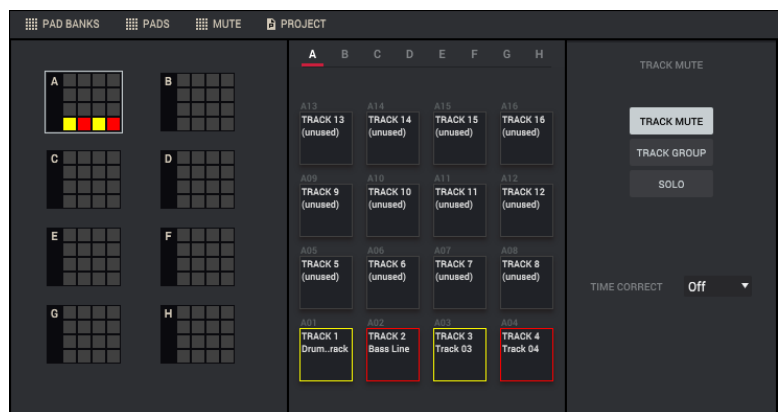 PAD BANKS PADS MUTE PROJECT
A B
C D
E F
G H
A B C D E F G H
A13 A14 A15 A16
TRACK 13 TRACK 14 TRACK 15 TRACK 16
(unused) (unused) (unused) (unused)
A09 A10 A11 A12
TRACK 9 TRACK 10 TRACK 11 TRACK 12
(unused) (unused) (unused) (unused)
A05 A06 A07 A08
TRACK 5 TRACK 6 TRACK 7 TRACK 8
(unused) (unused) (unused) (unused)
A01 A02 A03 A04
TRACK 1 TRACK 2 TRACK 3 TRACK 4
Drum..rack Bass Line Track 03 Track 04
TRACK MUTE
TRACK MUTE
TRACK GROUP
SOLO
TIME CORRECT Off